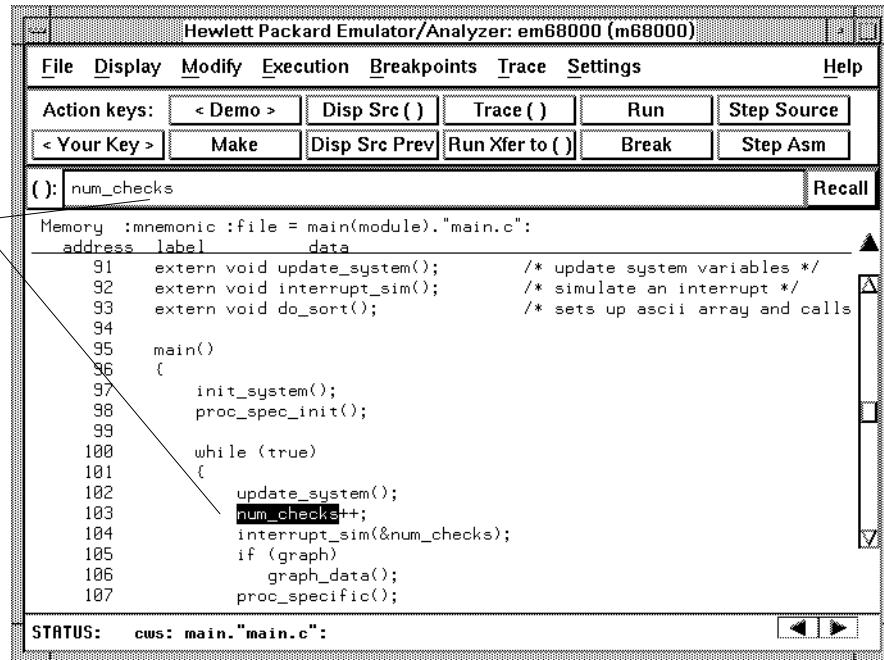 Hewlett Packard Emulator/Analyzer: em68000 (m68000)
File Display Modify Execution Breakpoints Trace Settings Help
Action keys: < Demo > Disp Src ( ) Trace ( ) Run Step Source
< Your Key > Make Disp Src Prev Run Xfer to ( ) Break Step Asm
( ): num_checks Recall
Memory :mnemonic :file = main(module)."main.c":
address label data
91 extern void update_system(); /* update system variables */
92 extern void interrupt_sim(); /* simulate an interrupt */
93 extern void do_sort(); /* sets up ascii array and calls
94
95 main()
96 {
97 init_system();
98 proc_spec_init();
99
100 while (true)
101 {
102 update_system();
103 num_checks++;
104 interrupt_sim(&num_checks);
105 if (graph)
106 graph_data();
107 proc_specific();
STATUS: cws: main."main.c":